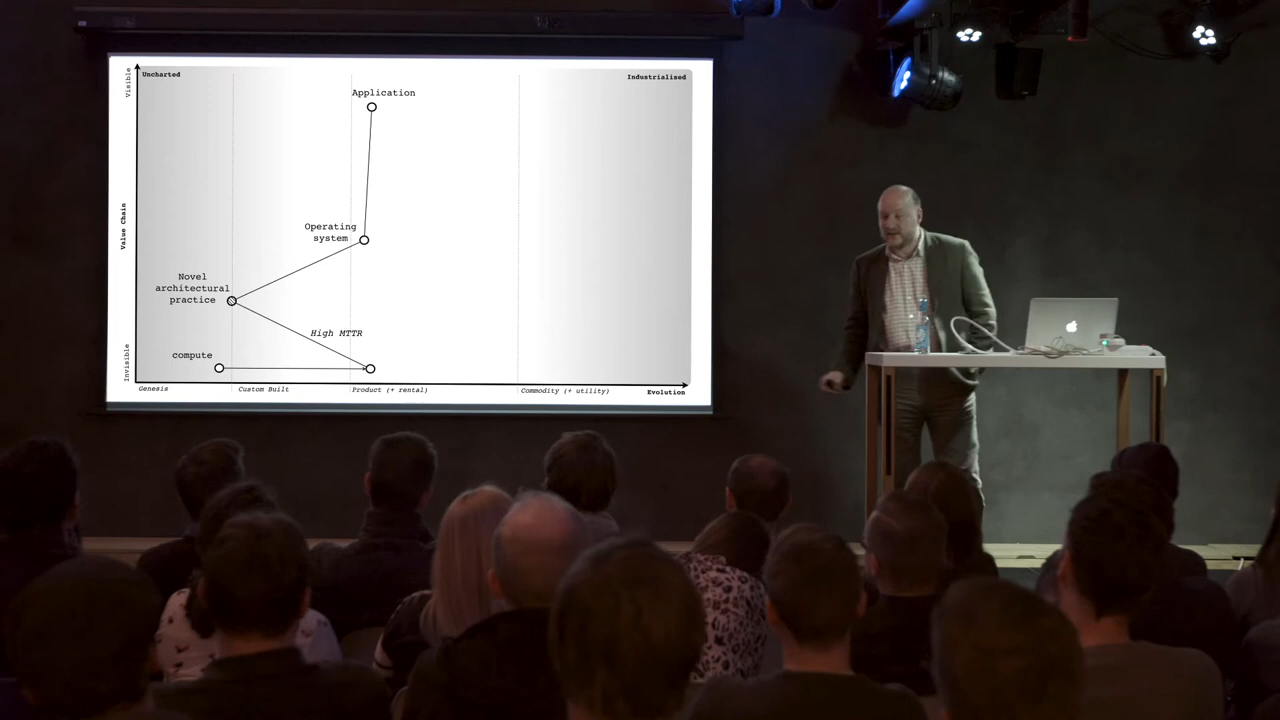 Visible
Uncharted
Industrialised
Application
Value Chain
Operating
system
Novel
architectural
practice
High MTTR
compute
Invisible
Genesis
Custom Built
Product (+ rental)
Commodity (+ utility)
Evolution